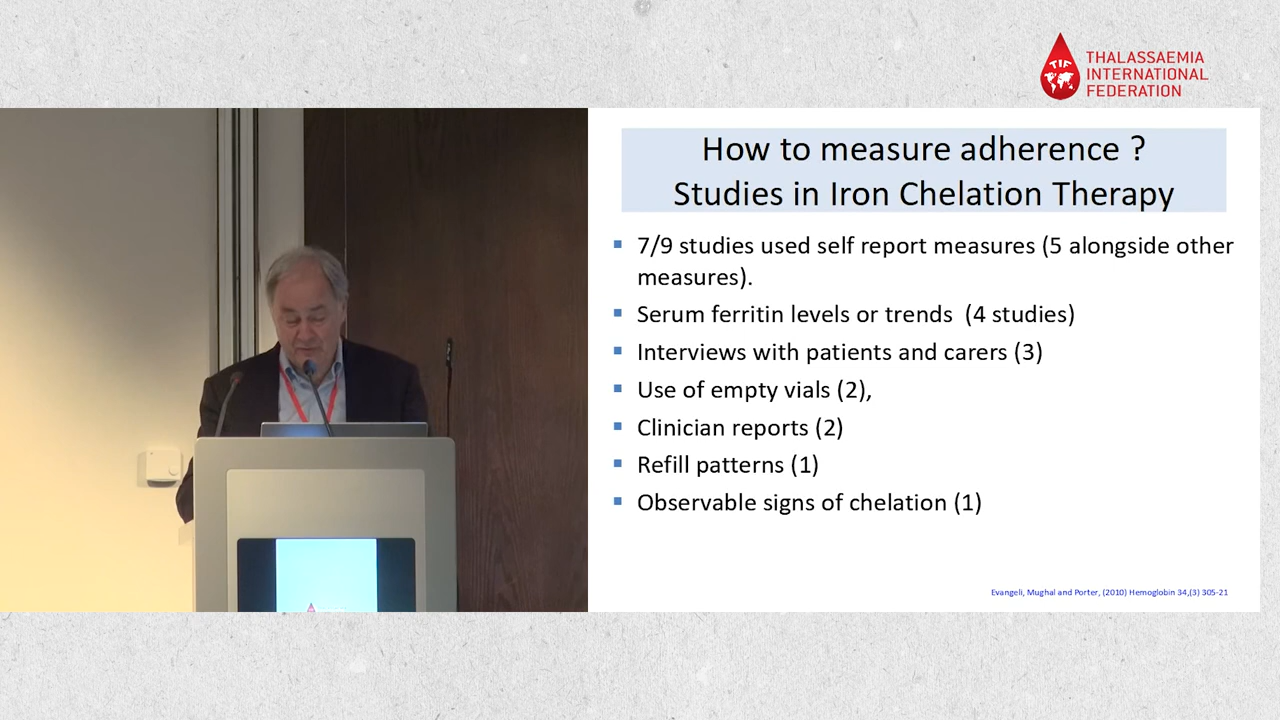 TIF
THALASSAEMIA
INTERNATIONAL
FEDERATION
How to measure adherence ?
Studies in Iron Chelation Therapy
▪ 7/9 studies used self report measures (5 alongside other
measures).
▪ Serum ferritin levels or trends (4 studies)
▪ Interviews with patients and carers (3)
▪ Use of empty vials (2),
▪ Clinician reports (2)
▪ Refill patterns (1)
▪ Observable signs of chelation (1)
Evangeli, Mughal and Porter, (2010) Hemoglobin 34,(3) 305-21